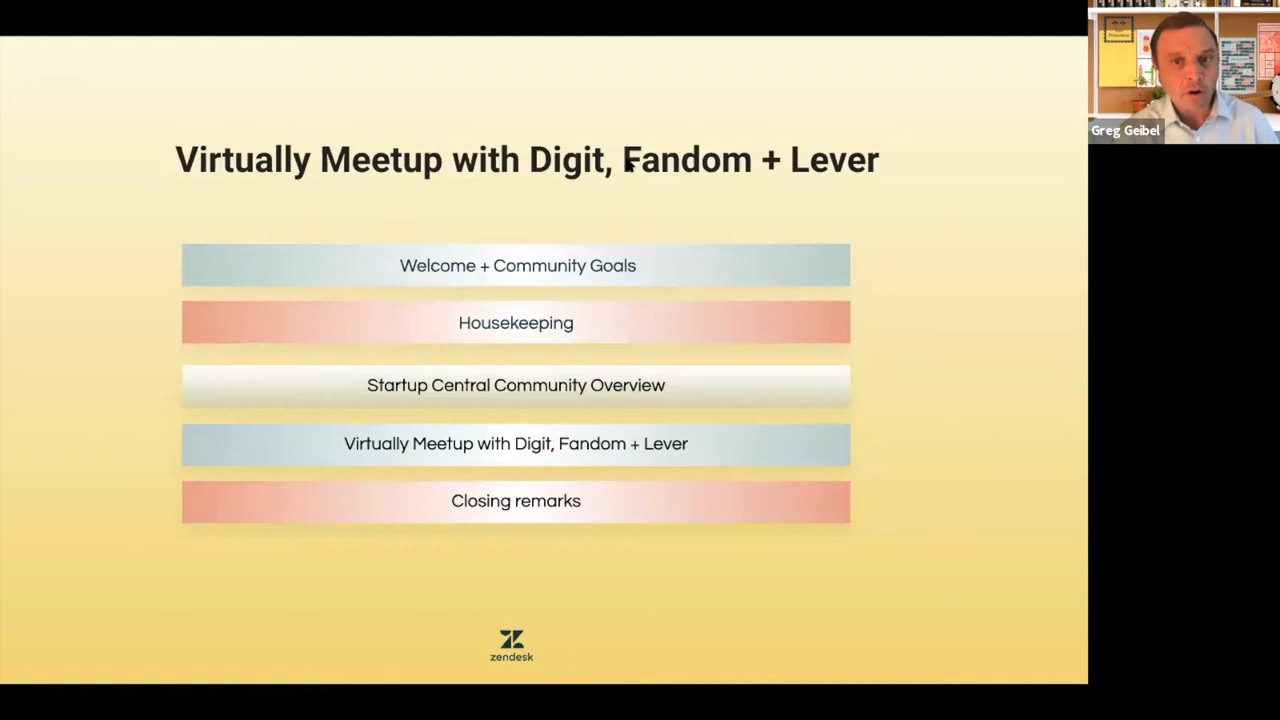 Virtually Meetup with Digit, Fandom + Lever
Welcome + Community Goals
Housekeeping
Startup Central Community Overview
Virtually Meetup with Digit, Fandom + Lever
Closing remarks
zendesk
Greg Geibel